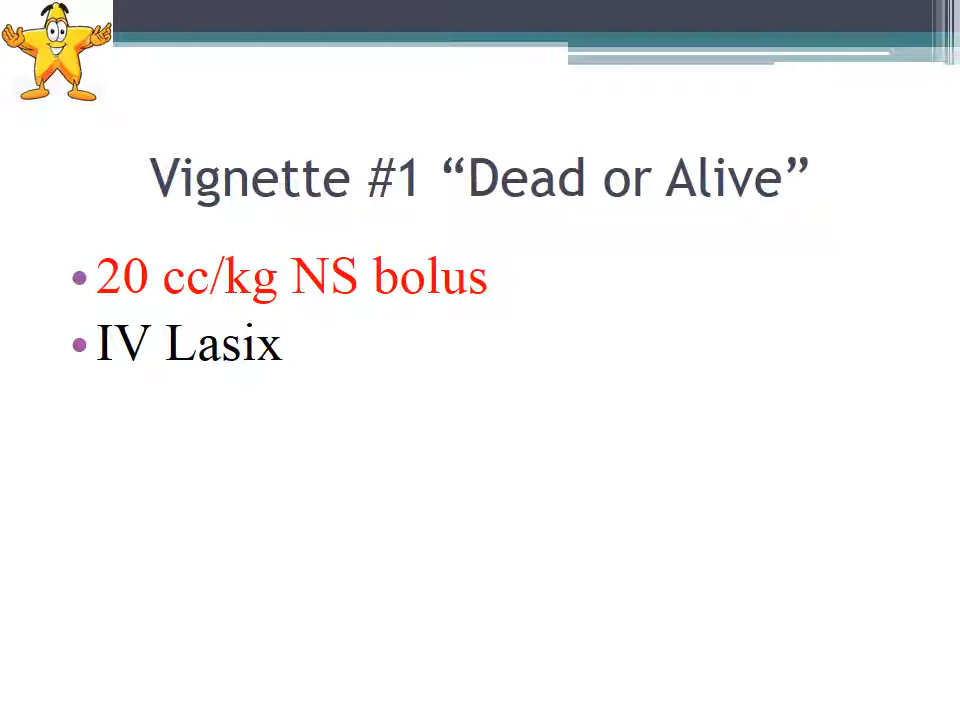 Vignette #1 “Dead or Alive”
•20 cc/kg NS bolus
•IV Lasix